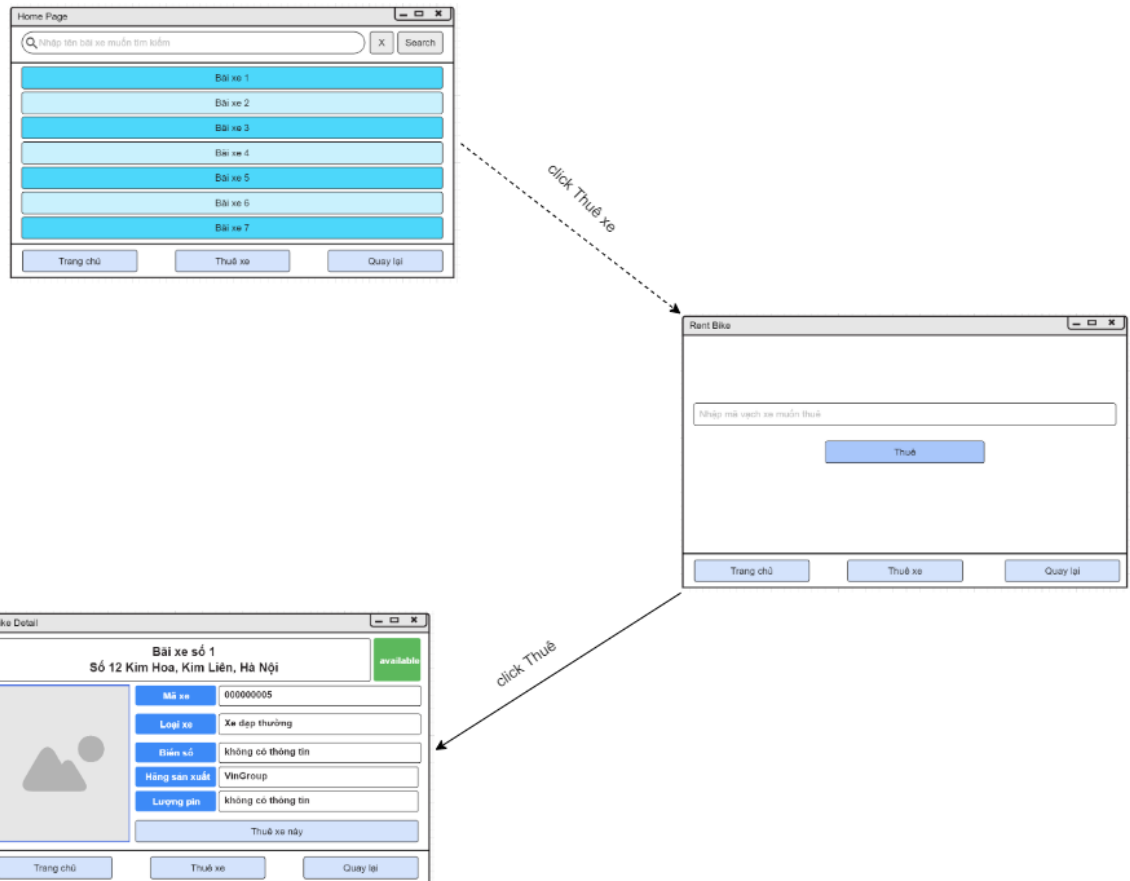 Home Page
Nhập tên bãi xe muốn tìm kiếm
X
Search
Bãi xe 1
Bãi xe 2
Bãi xe 3
Bãi xe 4
Bãi xe 5
Bãi xe 6
Bãi xe 7
Trang chủ
Thuê xe
Quay lại
click Thuê xe
Rent Bike
Nhập mã vạch xe muốn thuê
Thuê
Trang chủ
Thuê xe
Quay lại
click Thuê
ike Detail
Bãi xe số 1
Số 12 Kim Hoa, Kim Liên, Hà Nội
available
Mã xe
000000005
Loại xe
Xe đạp thường
Biển số
không có thông tin
Hãng sản xuất
VinGroup
Lượng pin
không có thông tin
Thuê xe này
Trang chủ
Thuê xe
Quay lại